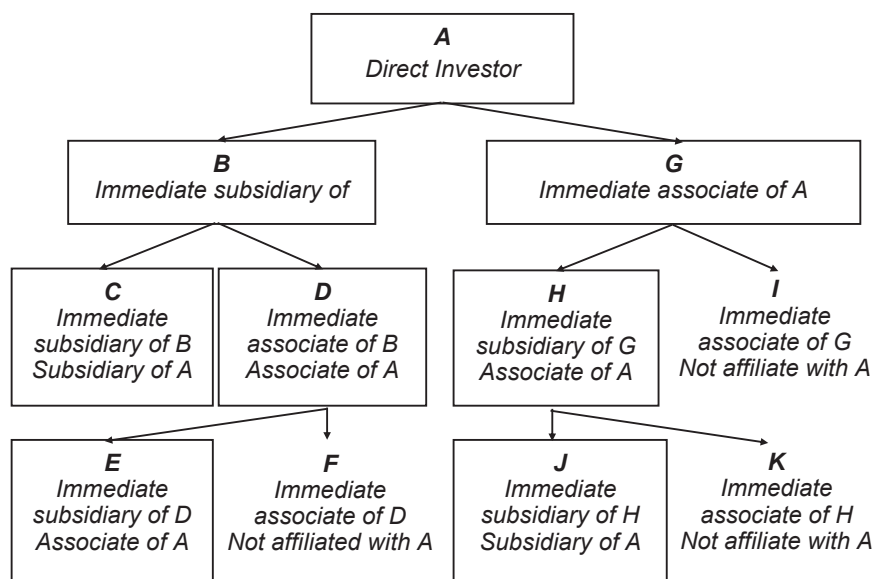 A
Direct Investor
B
Immediate subsidiary of
G
Immediate associate of A
C
Immediate
subsidiary of B
Subsidiary of A
D
Immediate
associate of B
Associate of A
H
Immediate
subsidiary of G
Associate of A
I
Immediate
associate of G
Not affiliate with A
E
Immediate
subsidiary of D
Associate of A
F
Immediate
associate of D
Not affiliated with A
J
Immediate
subsidiary of H
Subsidiary of A
K
Immediate
associate of H
Not affiliate with A